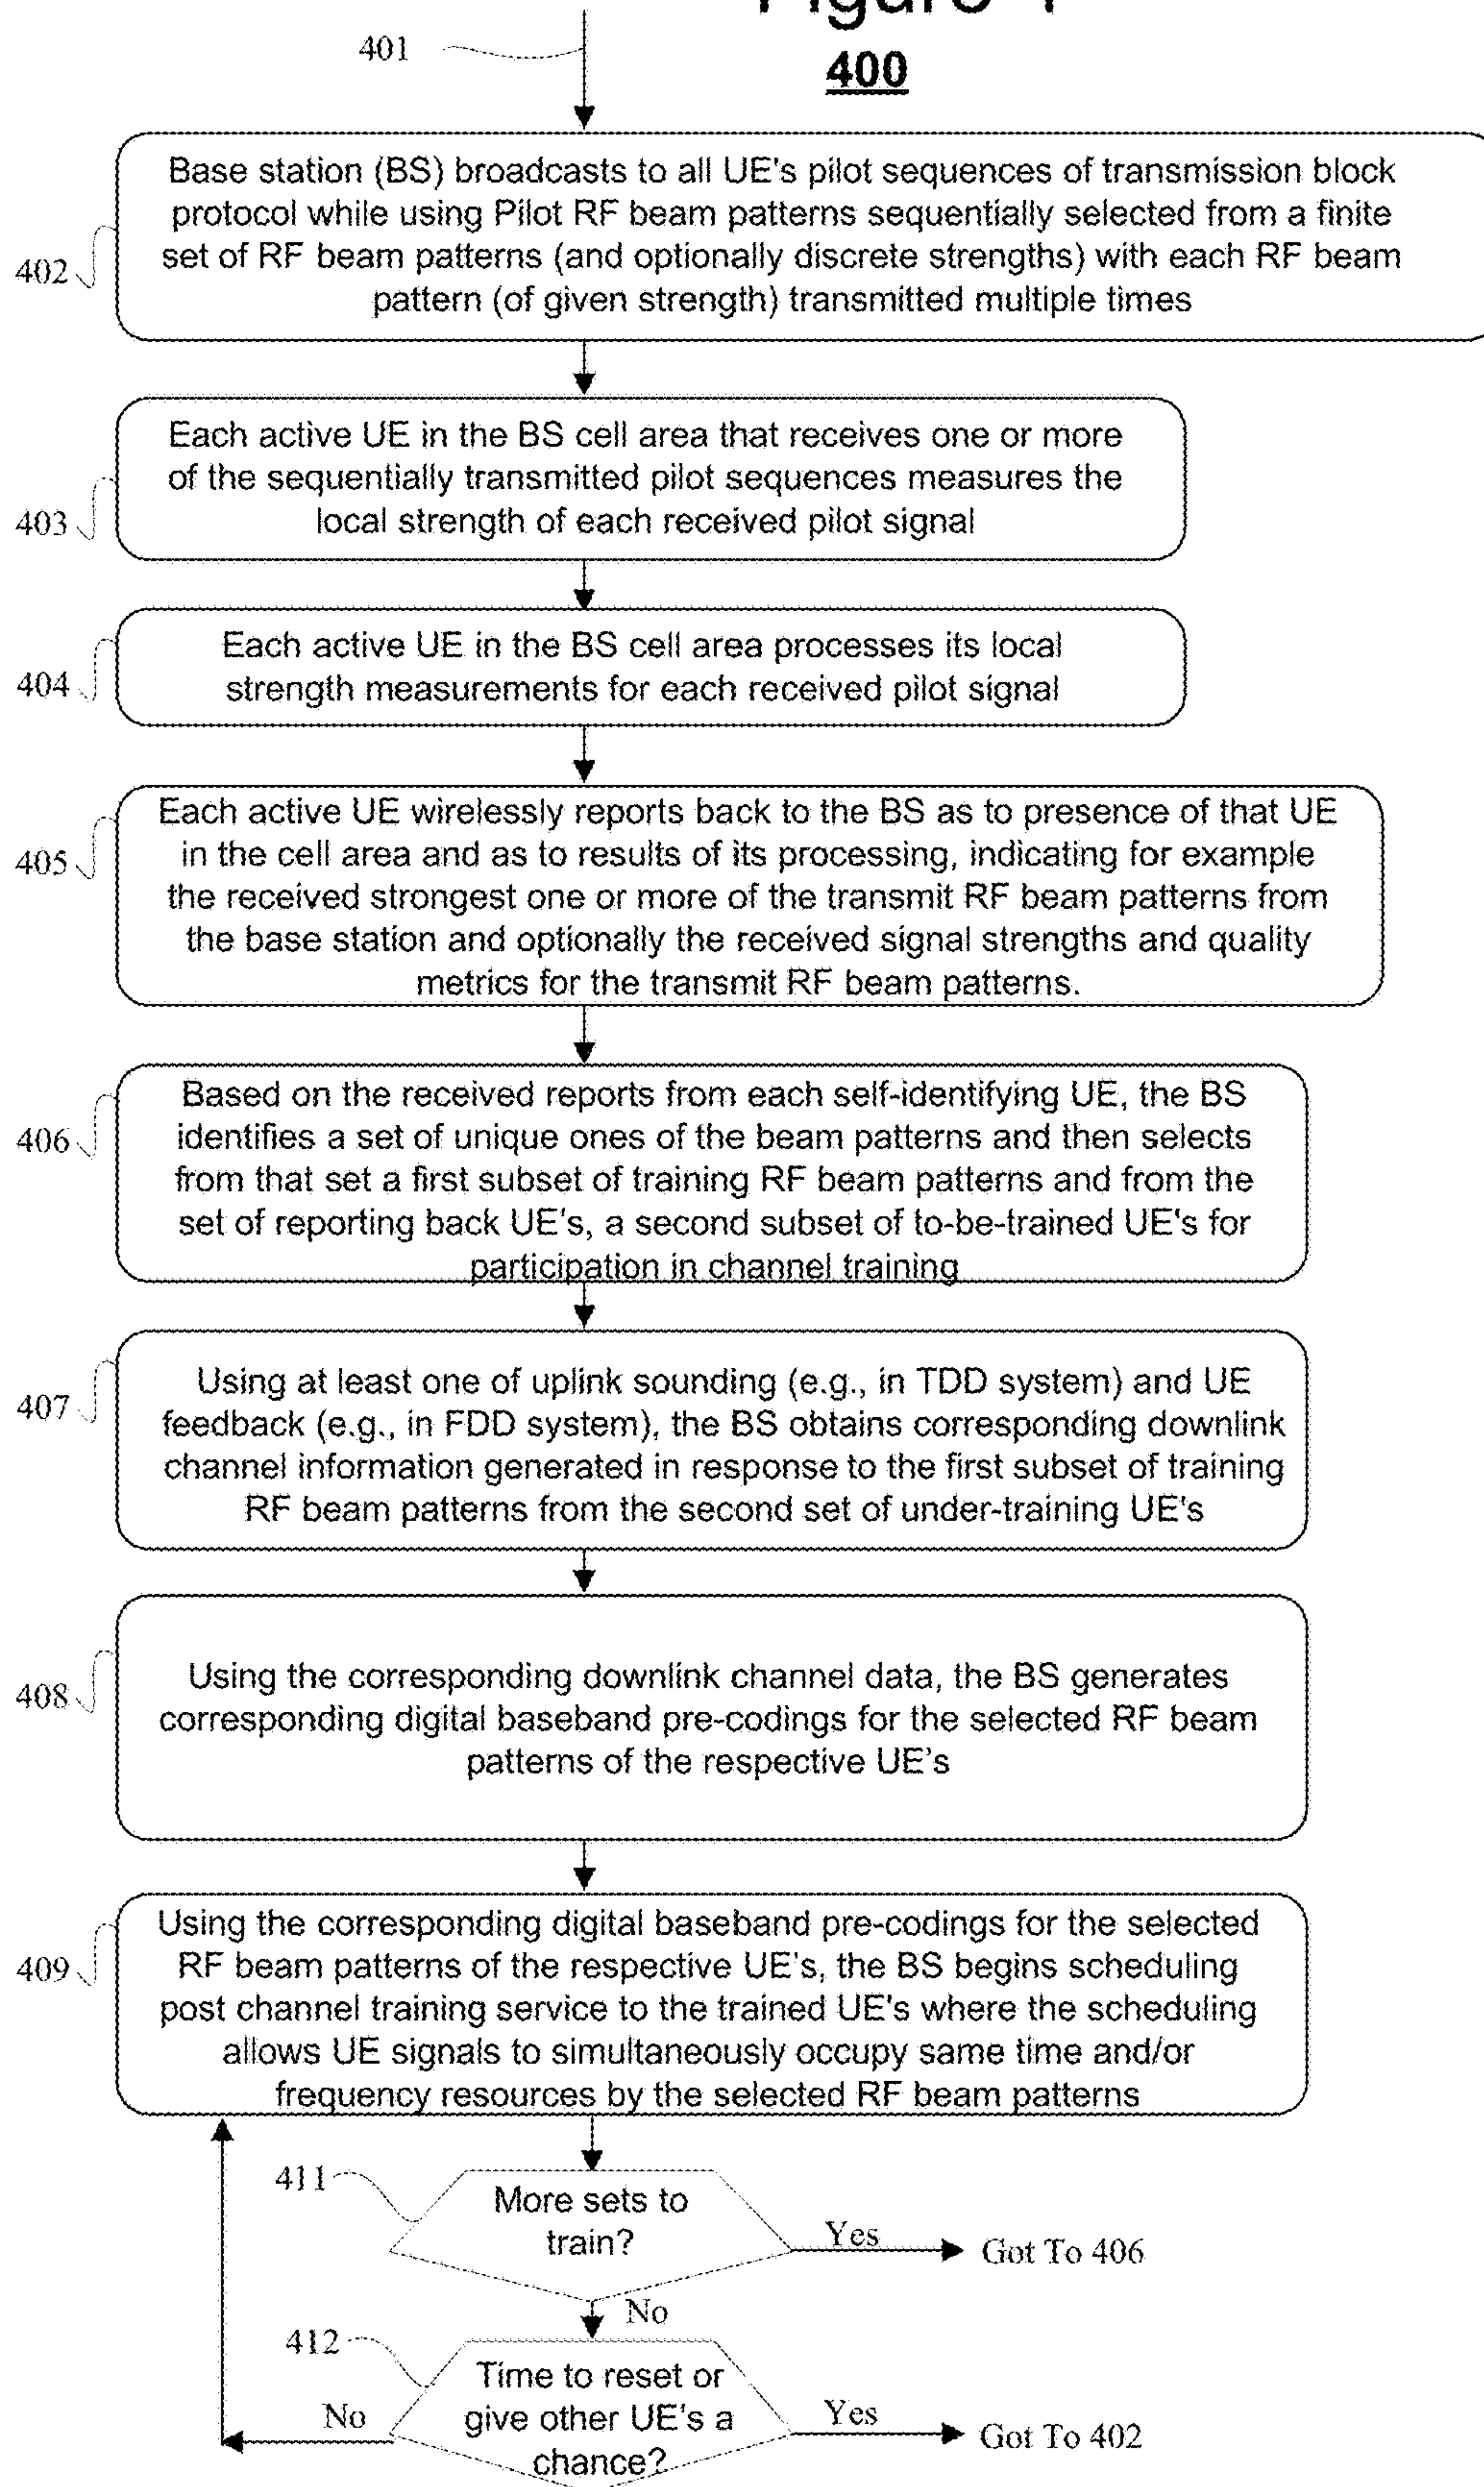 Figure 4
401
400
Base station (BS) broadcasts to all UE's pilot sequences of transmission block
protocol while using Pilot RF beam patterns sequentially selected from a finite
set of RF beam patterns (and optionally discrete strengths) with each RF beam
pattern (of given strength) transmitted multiple times
402
Each active UE in the BS cell area that receives one or more
of the sequentially transmitted pilot sequences measures the
local strength of each received pilot signal
403
Each active UE in the BS cell area processes its local
strength measurements for each received pilot signal
404
Each active UE wirelessly reports back to the BS as to presence of that UE
in the cell area and as to results of its processing, indicating for example
the received strongest one or more of the transmit RF beam patterns from
the base station and optionally the received signal strengths and quality
metrics for the transmit RF beam patterns.
405
Based on the received reports from each self-identifying UE, the BS
identifies a set of unique ones of the beam patterns and then selects
from that set a first subset of training RF beam patterns and from the
set of reporting back UE's, a second subset of to-be-trained UE's for
participation in channel training
406
Using at least one of uplink sounding (e.g., in TDD system) and UE
feedback (e.g., in FDD system), the BS obtains corresponding downlink
channel information generated in response to the first subset of training
RF beam patterns from the second set of under-training UE's
407
Using the corresponding downlink channel data, the BS generates
corresponding digital baseband pre-codings for the selected RF beam
patterns of the respective UE's
408
Using the corresponding digital baseband pre-codings for the selected
RF beam patterns of the respective UE's, the BS begins scheduling
post channel training service to the trained UE's where the scheduling
allows UE signals to simultaneously occupy same time and/or
frequency resources by the selected RF beam patterns
409
411
More sets to
train?
Yes
Got To 406
No
412
Time to reset or
give other UE's a
chance?
No
Yes
Got To 402